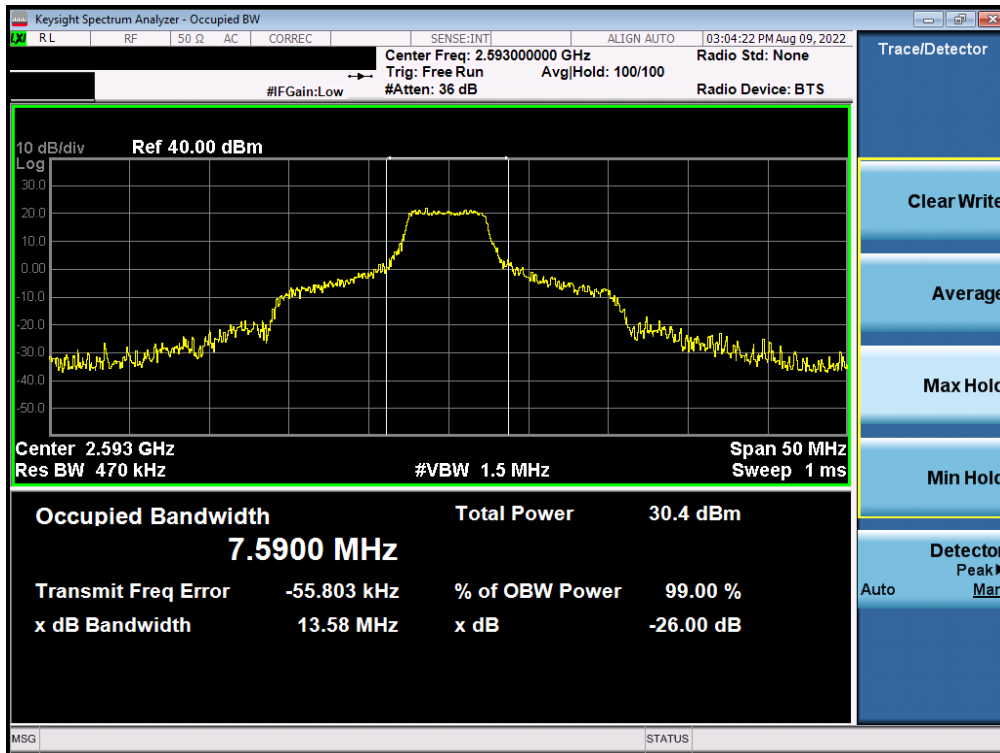 Keysight Spectrum Analyzer - Occupied BW
LXI RL RF 50 Ω AC CORREC SENSE:INT ALIGN AUTO 03:04:22 PM Aug 09, 2022
Center Freq: 2.593000000 GHz Radio Std: None
Trig: Free Run Avg|Hold: 100/100
#IFGain:Low #Atten: 36 dB Radio Device: BTS
10 dB/div Ref 40.00 dBm
Log
30.0
20.0
10.0
0.00
-10.0
-20.0
-30.0
-40.0
-50.0
Center 2.593 GHz Span 50 MHz
Res BW 470 kHz #VBW 1.5 MHz Sweep 1 ms
Occupied Bandwidth Total Power 30.4 dBm
7.5900 MHz
Transmit Freq Error -55.803 kHz % of OBW Power 99.00 %
x dB Bandwidth 13.58 MHz x dB -26.00 dB
MSG STATUS
Trace/Detector
Clear Write
Average
Max Hold
Min Hold
Detector
Peak
Auto Man